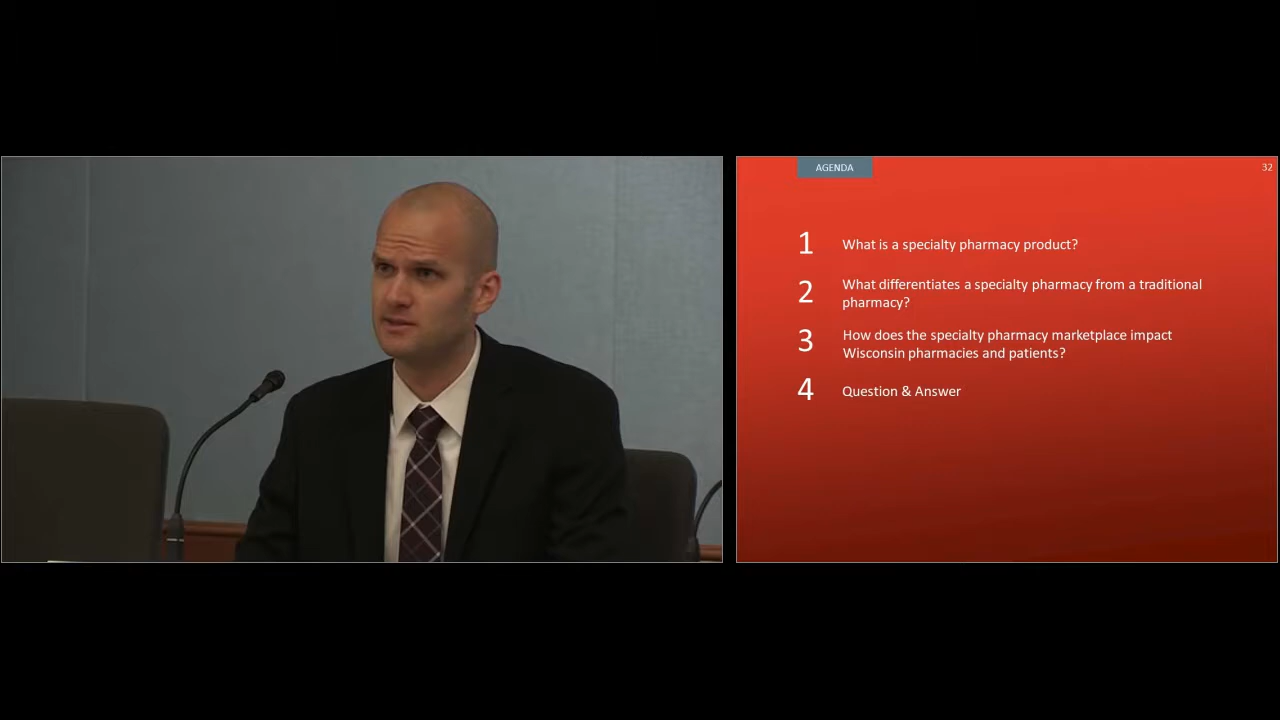 AGENDA
32
1 What is a specialty pharmacy product?
2 What differentiates a specialty pharmacy from a traditional
pharmacy?
3 How does the specialty pharmacy marketplace impact
Wisconsin pharmacies and patients?
4 Question & Answer